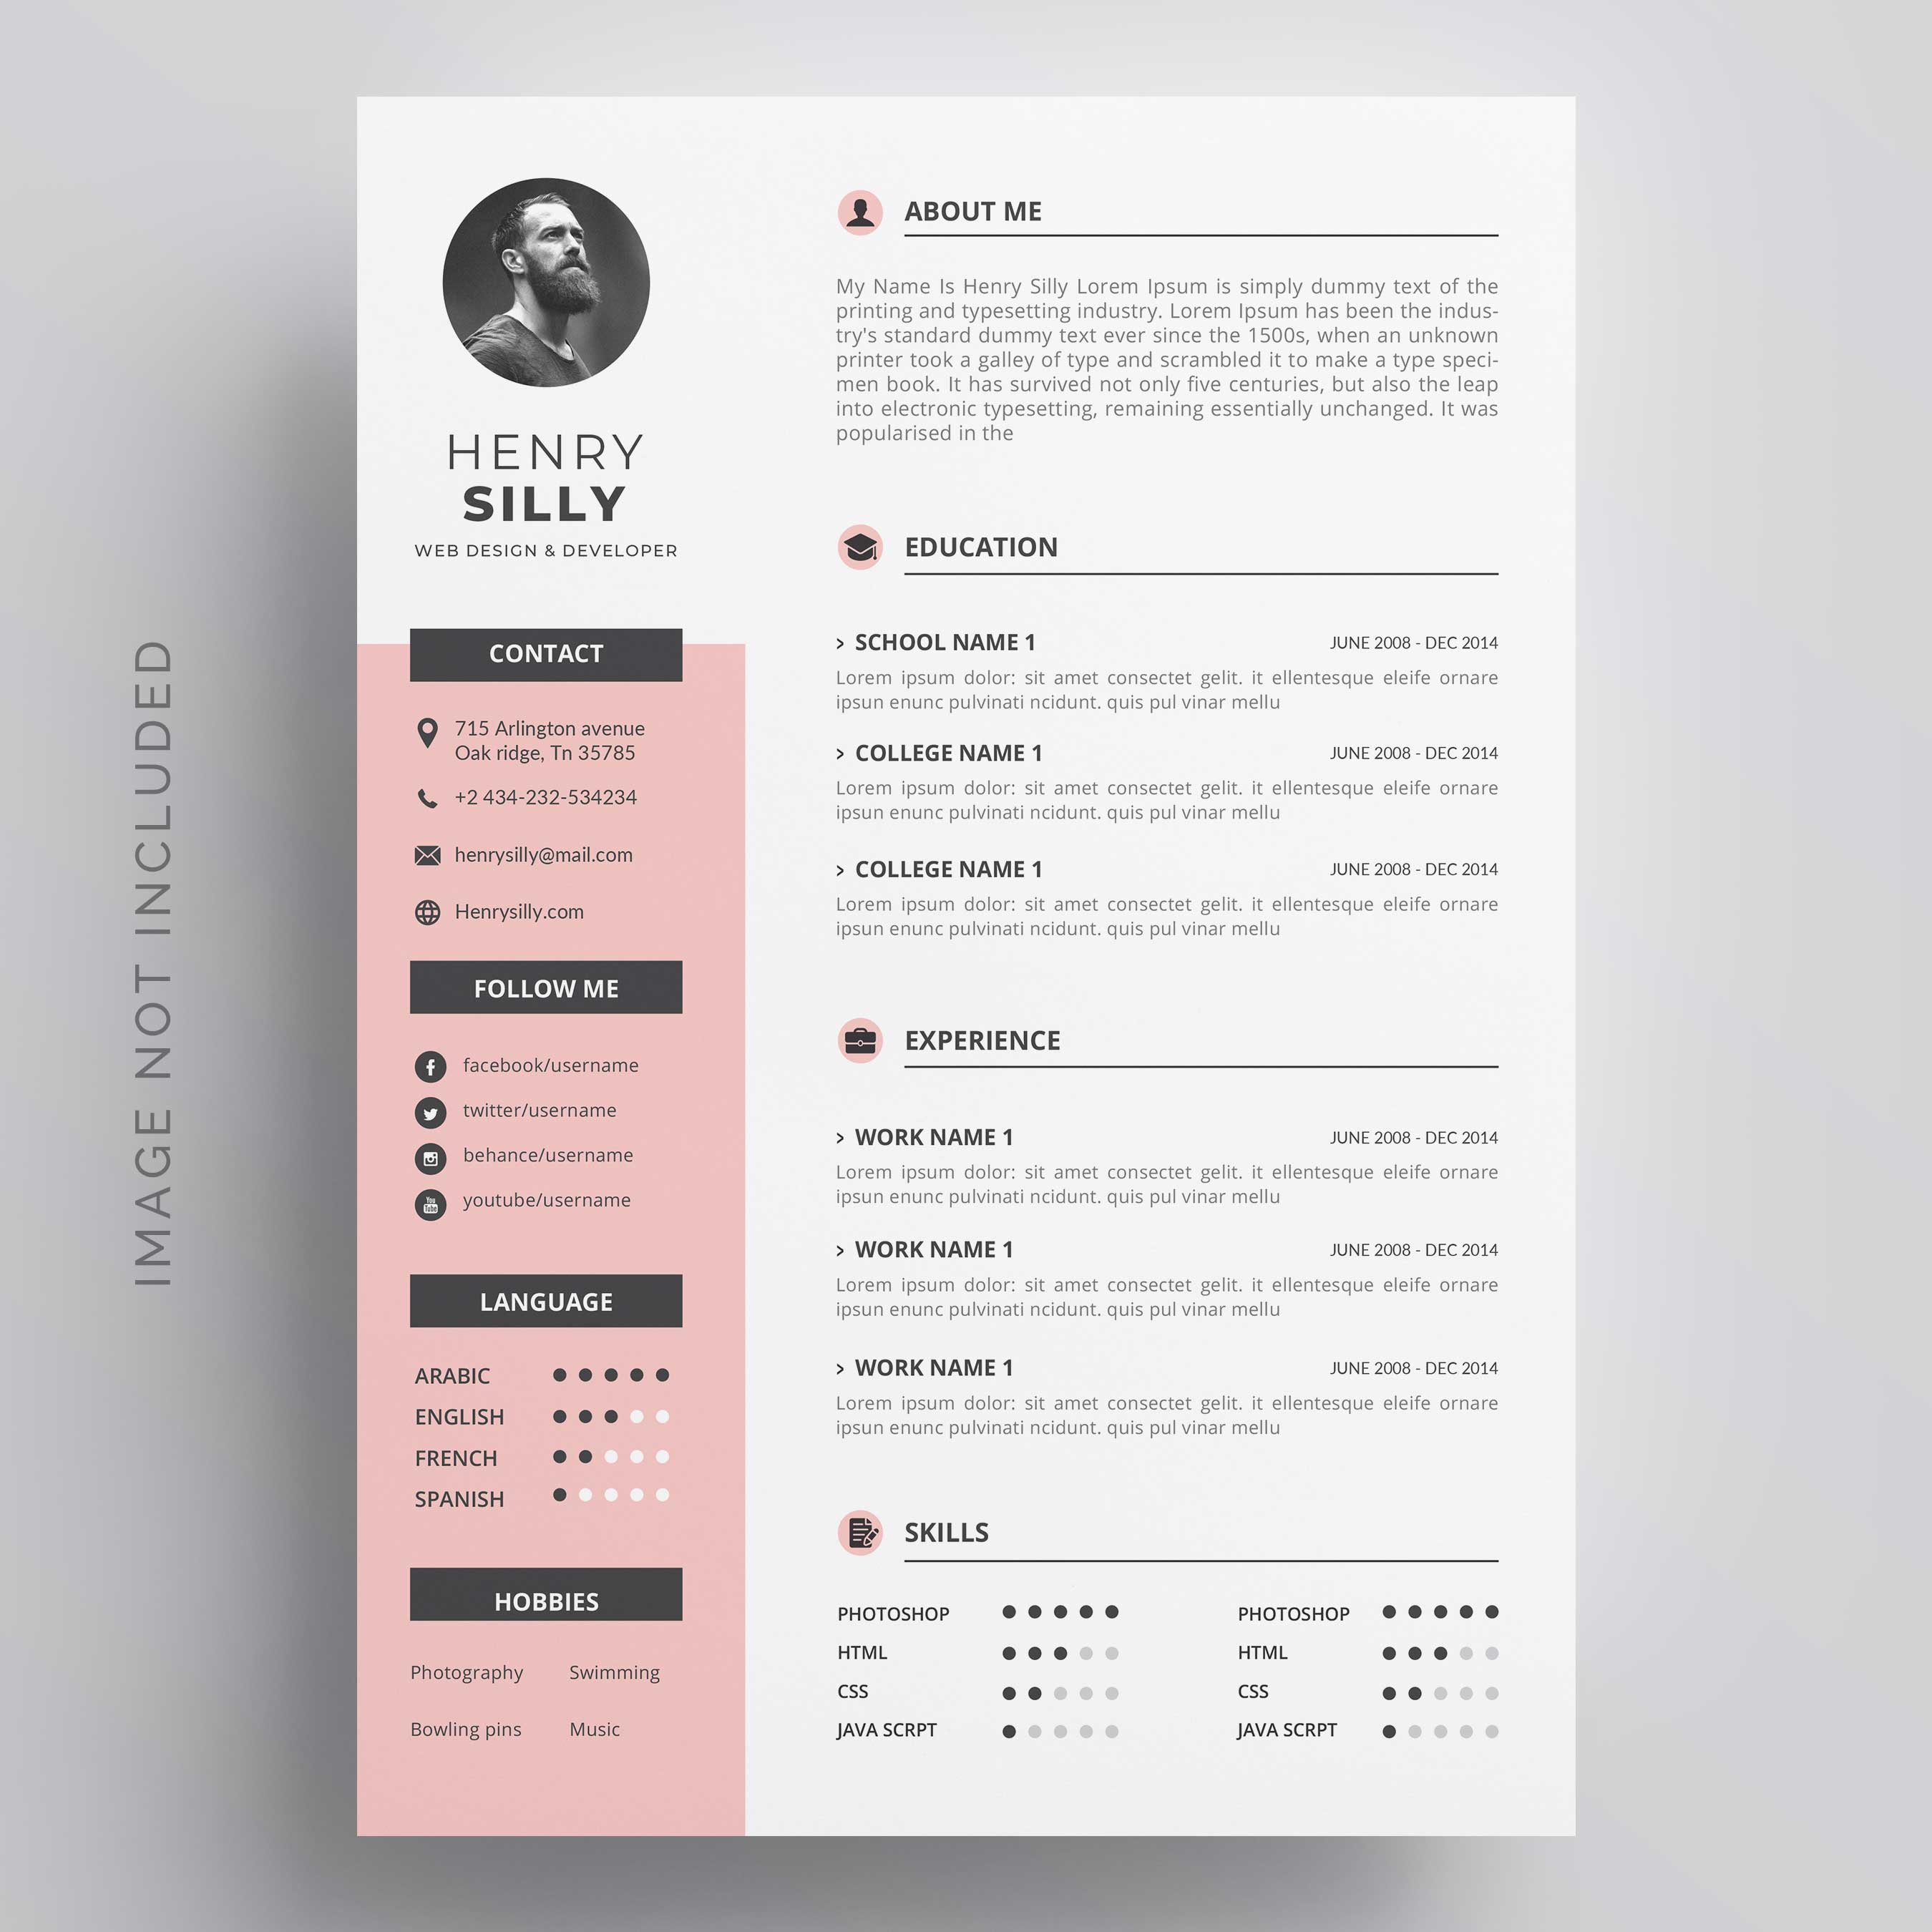 IMAGE NOT INCLUDED
HENRY
SILLY
WEB DESIGN & DEVELOPER
CONTACT
715 Arlington avenue
Oak ridge, Tn 35785
+2 434-232-534234
henrysilly@mail.com
Henrysilly.com
FOLLOW ME
facebook/username
twitter/username
behance/username
You
Tube
youtube/username
LANGUAGE
ARABIC
ENGLISH
FRENCH
SPANISH
HOBBIES
Photography Swimming
Bowling pins Music
ABOUT ME
My Name Is Henry Silly Lorem Ipsum is simply dummy text of the
printing and typesetting industry. Lorem Ipsum has been the indus-
try's standard dummy text ever since the 1500s, when an unknown
printer took a galley of type and scrambled it to make a type speci-
men book. It has survived not only five centuries, but also the leap
into electronic typesetting, remaining essentially unchanged. It was
popularised in the
EDUCATION
› SCHOOL NAME 1 JUNE 2008 - DEC 2014
Lorem ipsum dolor: sit amet consectet gelit. it ellentesque eleife ornare
ipsun enunc pulvinati ncidunt. quis pul vinar mellu
› COLLEGE NAME 1 JUNE 2008 - DEC 2014
Lorem ipsum dolor: sit amet consectet gelit. it ellentesque eleife ornare
ipsun enunc pulvinati ncidunt. quis pul vinar mellu
› COLLEGE NAME 1 JUNE 2008 - DEC 2014
Lorem ipsum dolor: sit amet consectet gelit. it ellentesque eleife ornare
ipsun enunc pulvinati ncidunt. quis pul vinar mellu
EXPERIENCE
› WORK NAME 1 JUNE 2008 - DEC 2014
Lorem ipsum dolor: sit amet consectet gelit. it ellentesque eleife ornare
ipsun enunc pulvinati ncidunt. quis pul vinar mellu
› WORK NAME 1 JUNE 2008 - DEC 2014
Lorem ipsum dolor: sit amet consectet gelit. it ellentesque eleife ornare
ipsun enunc pulvinati ncidunt. quis pul vinar mellu
› WORK NAME 1 JUNE 2008 - DEC 2014
Lorem ipsum dolor: sit amet consectet gelit. it ellentesque eleife ornare
ipsun enunc pulvinati ncidunt. quis pul vinar mellu
SKILLS
PHOTOSHOP PHOTOSHOP
HTML HTML
CSS CSS
JAVA SCRPT JAVA SCRPT